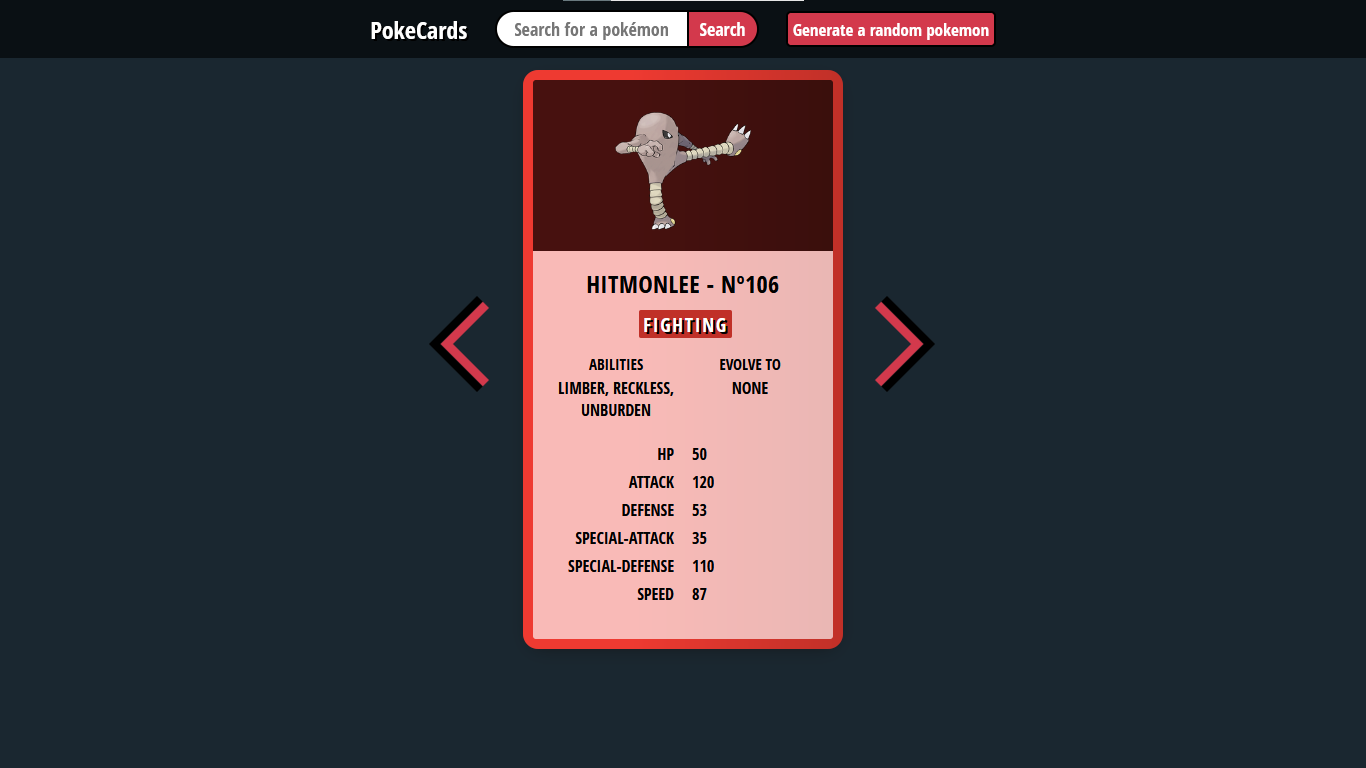 PokeCards
Search for a pokémon
Search
Generate a random pokemon
HITMONLEE - Nº106
FIGHTING
ABILITIES
LIMBER, RECKLESS,
UNBURDEN
EVOLVE TO
NONE
HP 50
ATTACK 120
DEFENSE 53
SPECIAL-ATTACK 35
SPECIAL-DEFENSE 110
SPEED 87